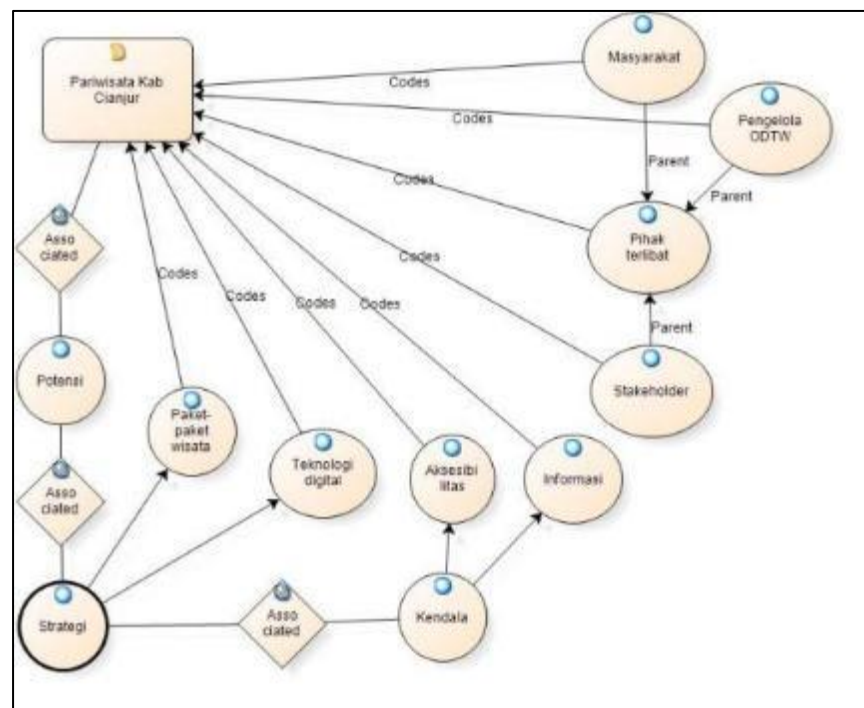 Pariwisata Kab
Cianjur
Masyarakat
Codes
Codes
Pengelola
ODTW
Parent
Parent
Codes
Pihak
terlibat
Asso
ciated
Codes
Codes
Codes
Codes
Codes
Parent
Potensi
Stakeholder
Paket-
paket
wisata
Teknologi
digital
Aksesibi
litas
Informasi
Asso
ciated
Strategi
Asso
ciated
Kendala